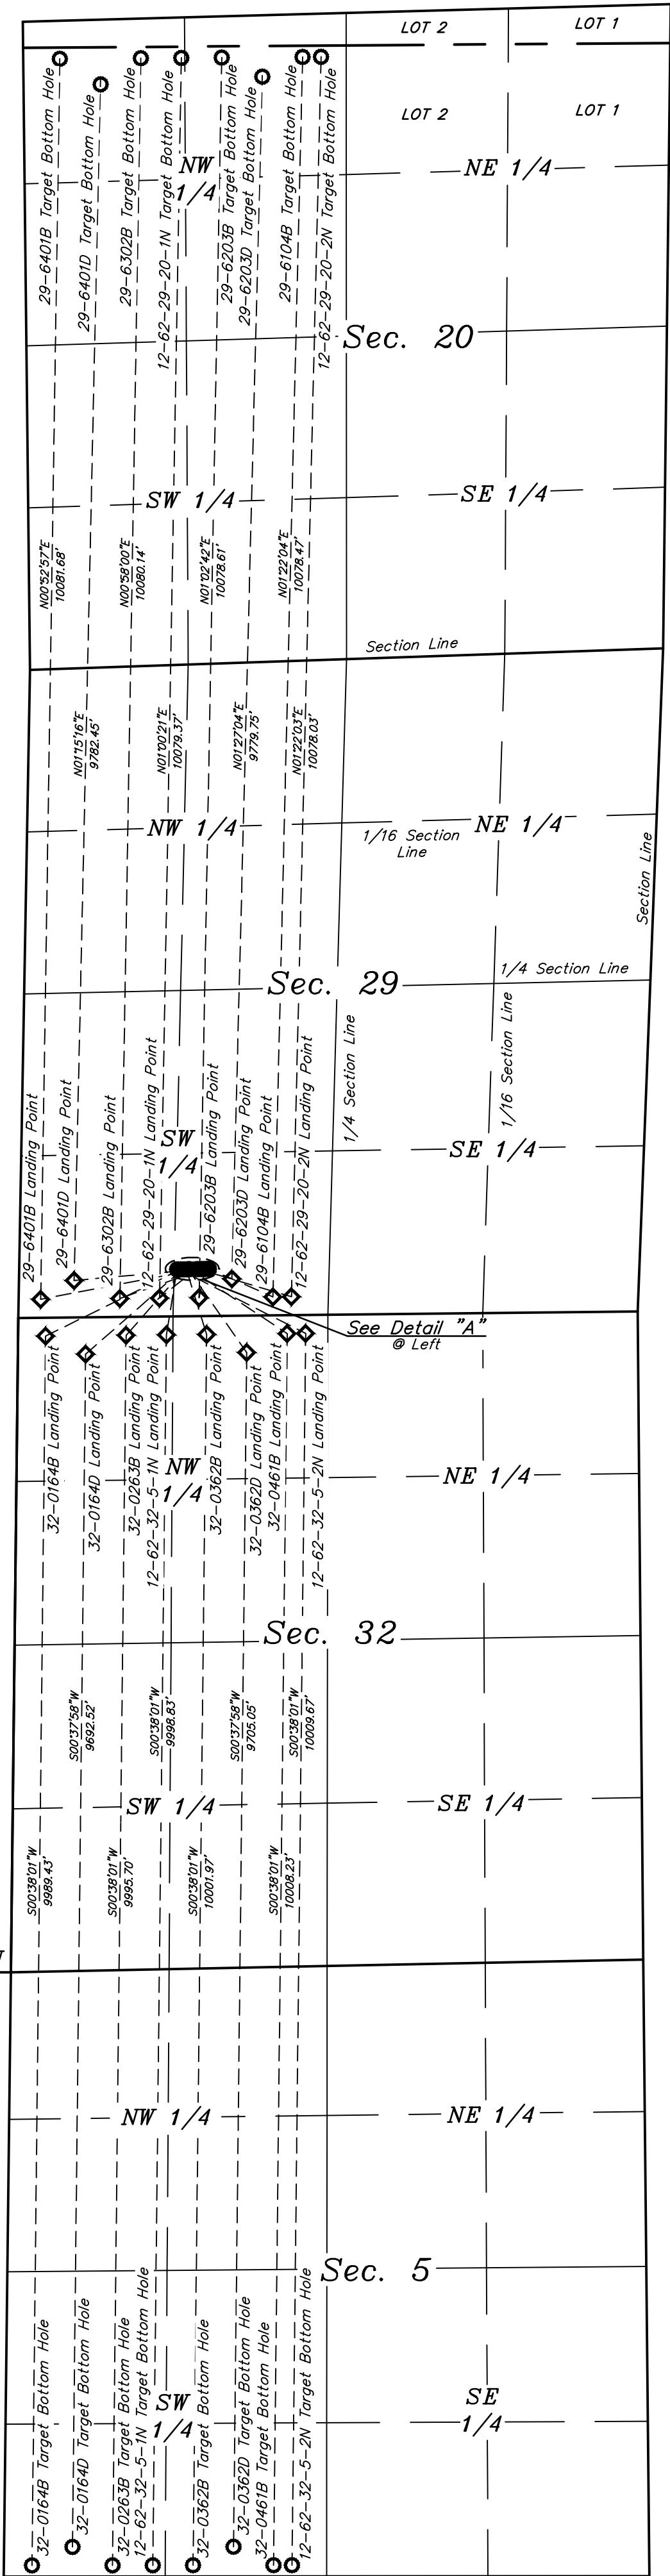 LOT 2
LOT 1
LOT 2
LOT 1
29-6401B Target Bottom Hole
29-6401D Target Bottom Hole
29-6302B Target Bottom Hole
12-62-29-20-1N Target Bottom Hole
29-6203B Target Bottom Hole
29-6203D Target Bottom Hole
29-6104B Target Bottom Hole
12-62-29-20-2N Target Bottom Hole
NW
1/4
NE 1/4
Sec. 20
SW 1/4
SE 1/4
N00°52'57"E
10081.68'
N00°58'00"E
10080.14'
N01°02'42"E
10078.61'
N01°22'04"E
10078.47'
Section Line
N01°15'16"E
9782.45'
N01°00'21"E
10079.37'
N01°27'04"E
9779.75'
N01°22'03"E
10078.03'
NW 1/4
1/16 Section
Line
NE 1/4
Section Line
Sec. 29
1/4 Section Line
1/4 Section Line
1/16 Section Line
29-6401B Landing Point
29-6401D Landing Point
29-6302B Landing Point
12-62-29-20-1N Landing Point
29-6203B Landing Point
29-6203D Landing Point
29-6104B Landing Point
12-62-29-20-2N Landing Point
SW
1/4
SE 1/4
See Detail "A"
@ Left
32-0164B Landing Point
32-0164D Landing Point
32-0263B Landing Point
12-62-32-5-1N Landing Point
32-0362B Landing Point
32-0362D Landing Point
32-0461B Landing Point
12-62-32-5-2N Landing Point
NW
1/4
NE 1/4
Sec. 32
S00°37'58"W
9692.52'
S00°38'01"W
9998.83'
S00°37'58"W
9705.05'
S00°38'01"W
10009.67'
SW 1/4
SE 1/4
S00°38'01"W
9989.43'
S00°38'01"W
9995.70'
S00°38'01"W
10001.97'
S00°38'01"W
10008.23'
NW 1/4
NE 1/4
Sec. 5
32-0164B Target Bottom Hole
32-0164D Target Bottom Hole
32-0263B Target Bottom Hole
12-62-32-5-1N Target Bottom Hole
32-0362B Target Bottom Hole
32-0362D Target Bottom Hole
32-0461B Target Bottom Hole
12-62-32-5-2N Target Bottom Hole
SW
1/4
SE
1/4